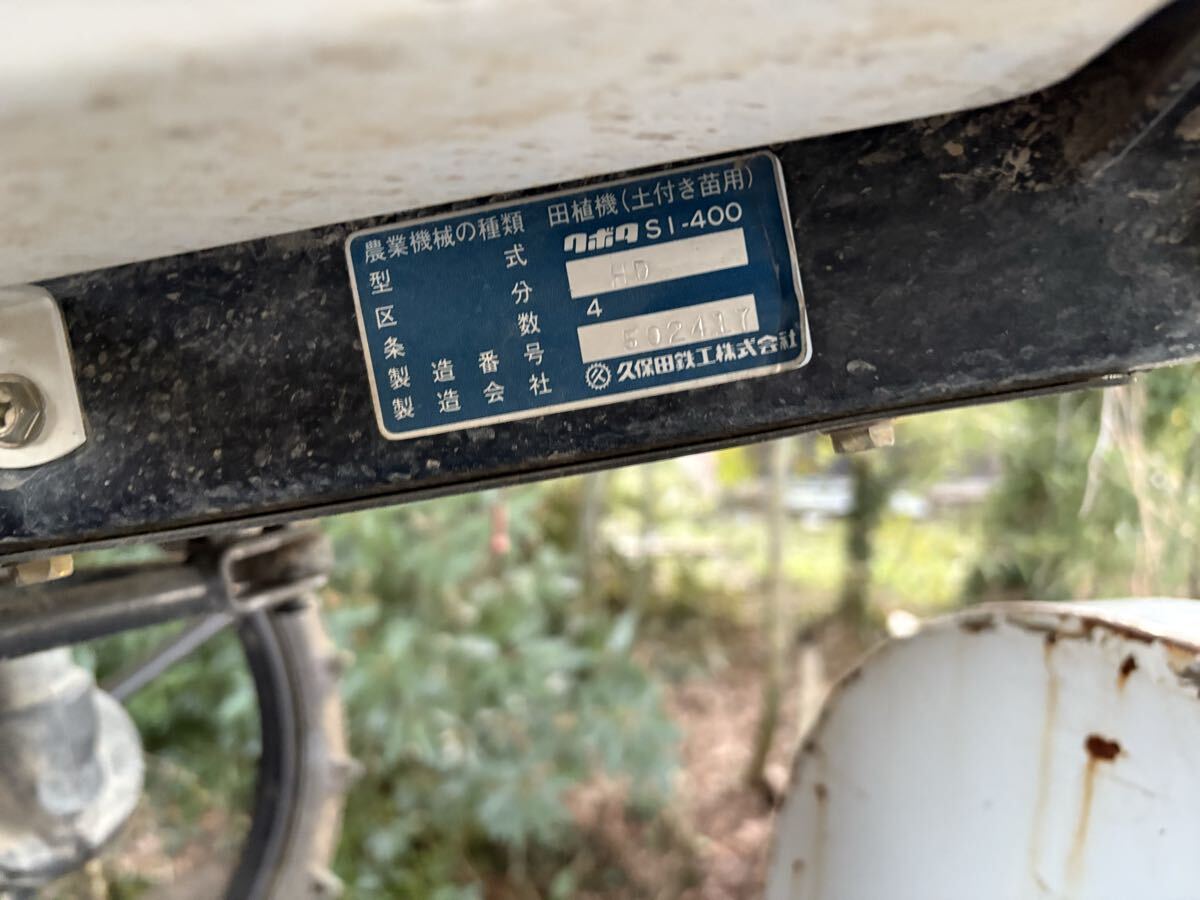 農業機械の種類 田植機(土付き苗用)
型式 クボタ SI-400
区分 HD
条数 4
製造番号 502417
製造会社 久保田鉄工株式会社